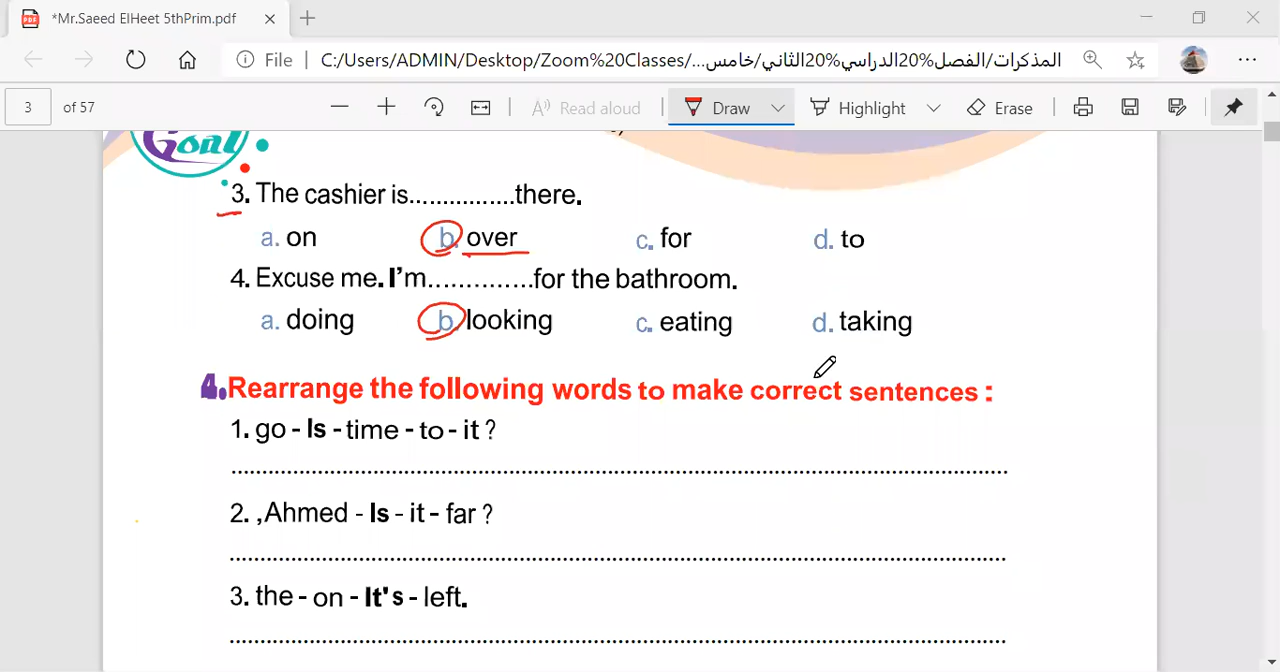 *Mr.Saeed ElHeet 5thPrim.pdf
File | C:/Users/ADMIN/Desktop/Zoom%20Classes/...المذكرات/الفصل%20الدراسي%20الثاني/خامس
3 of 57 Read aloud Draw Highlight Erase
Goal
3. The cashier is...............there.
a. on b. over c. for d. to
4. Excuse me. I'm..............for the bathroom.
a. doing b. looking c. eating d. taking
4. Rearrange the following words to make correct sentences :
1. go - Is - time - to - it ?
2. ,Ahmed - Is - it - far ?
3. the - on - It's - left.